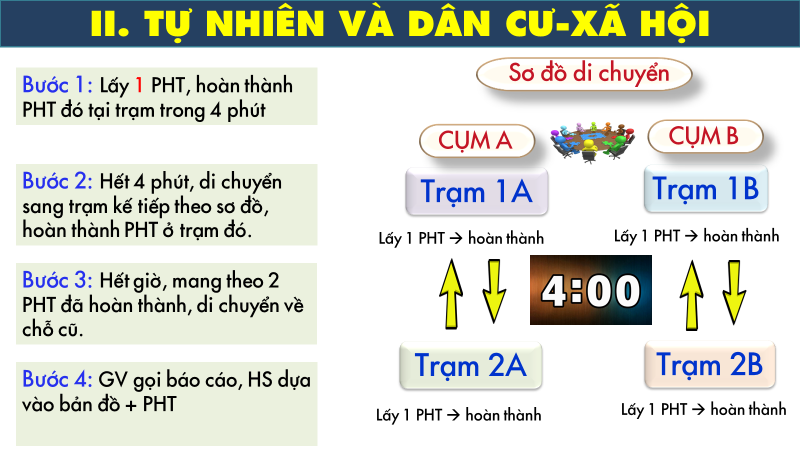 II. TỰ NHIÊN VÀ DÂN CƯ-XÃ HỘI
Bước 1: Lấy 1 PHT, hoàn thành
PHT đó tại trạm trong 4 phút
Bước 2: Hết 4 phút, di chuyển
sang trạm kế tiếp theo sơ đồ,
hoàn thành PHT ở trạm đó.
Bước 3: Hết giờ, mang theo 2
PHT đã hoàn thành, di chuyển về
chỗ cũ.
Bước 4: GV gọi báo cáo, HS dựa
vào bản đồ + PHT
Sơ đồ di chuyển
CỤM A
CỤM B
Trạm 1A
Trạm 1B
Lấy 1 PHT → hoàn thành
Lấy 1 PHT → hoàn thành
4:00
Trạm 2A
Trạm 2B
Lấy 1 PHT → hoàn thành
Lấy 1 PHT → hoàn thành